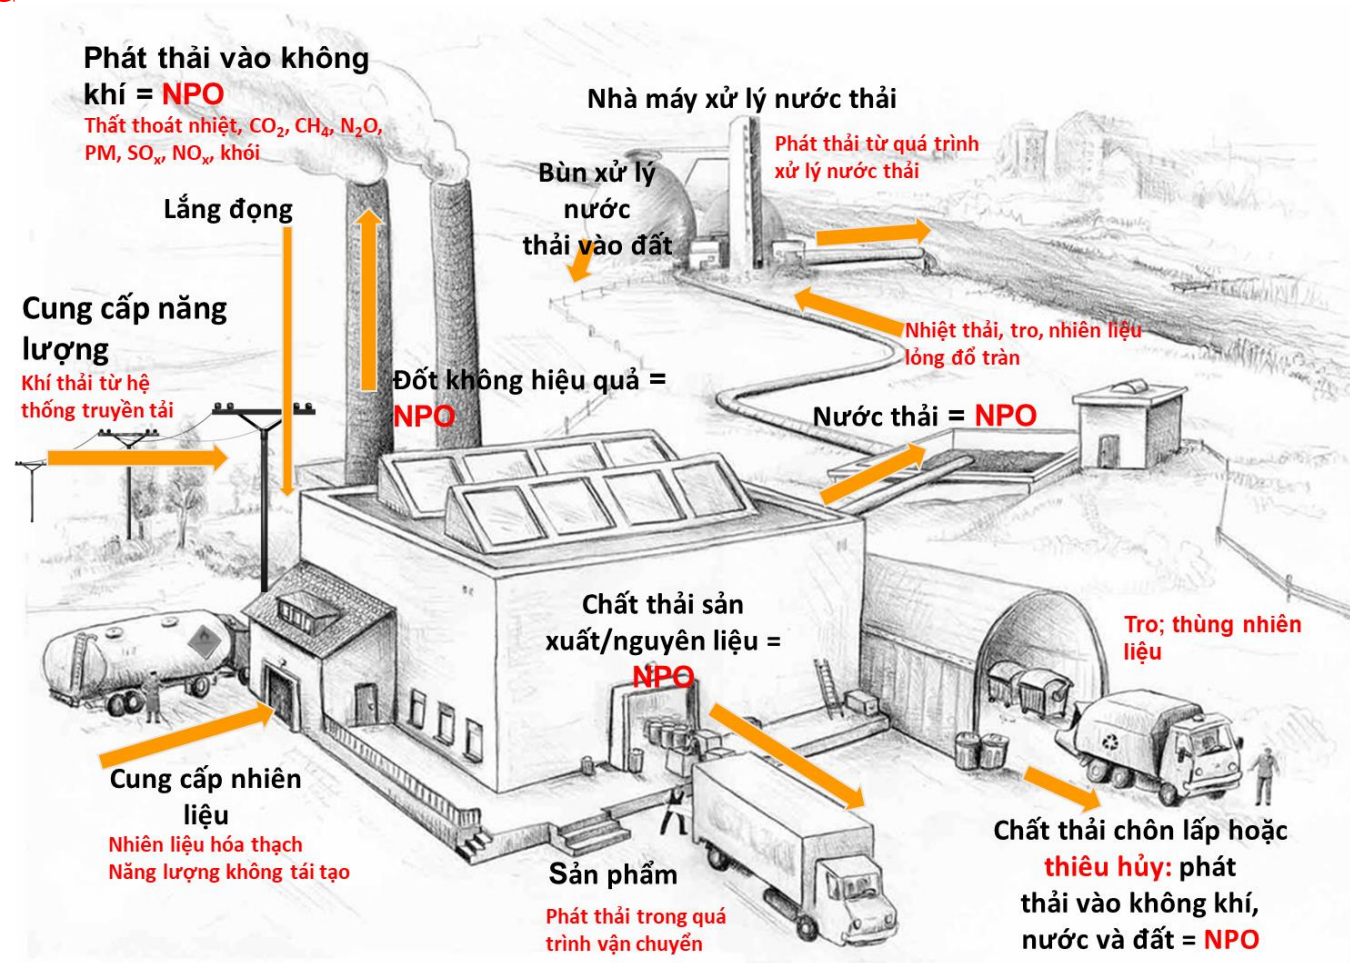 Phát thải vào không
khí = NPO
Thất thoát nhiệt, CO₂, CH₄, N₂O,
PM, SOₓ, NOₓ, khói
Nhà máy xử lý nước thải
Phát thải từ quá trình
xử lý nước thải
Bùn xử lý
nước
thải vào đất
Lắng đọng
Cung cấp năng
lượng
Khí thải từ hệ
thống truyền tải
Nhiệt thải, tro, nhiên liệu
lỏng đổ tràn
Đốt không hiệu quả =
NPO
Nước thải = NPO
Chất thải sản
xuất/nguyên liệu =
NPO
Tro; thùng nhiên
liệu
Cung cấp nhiên
liệu
Nhiên liệu hóa thạch
Năng lượng không tái tạo
Sản phẩm
Phát thải trong quá
trình vận chuyển
Chất thải chôn lấp hoặc
thiêu hủy: phát
thải vào không khí,
nước và đất = NPO